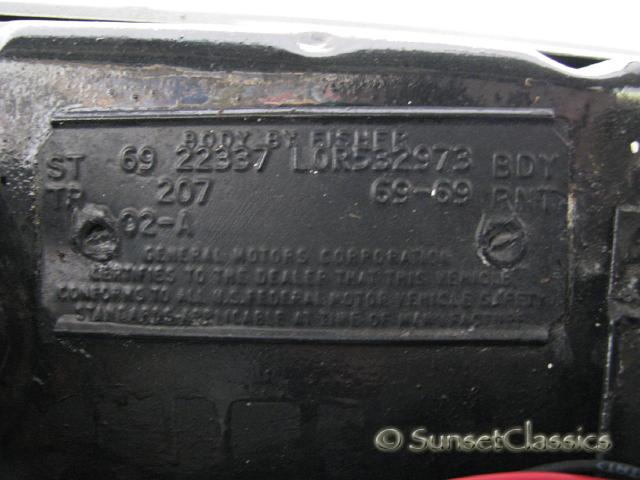 BODY BY FISHER
ST 69 22337 LOR532973 BDY
TR 207 69-69 PNT
02-A
GENERAL MOTORS CORPORATION
CERTIFIES TO THE DEALER THAT THIS VEHICLE
CONFORMS TO ALL U.S. FEDERAL MOTOR VEHICLE SAFETY
STANDARDS APPLICABLE AT TIME OF MANUFACTURE
© SunsetClassics